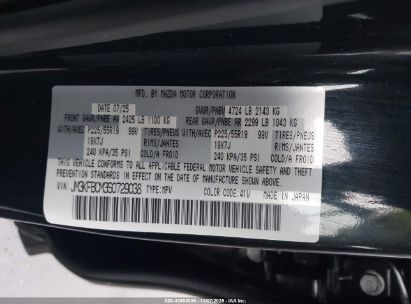 MFD. BY MAZDA MOTOR CORPORATION
DATE 07/25 GVWR/PNBV 4724 LB 2143 KG
FRONT GAWR/PNBE AV 2425 LB 1100 KG REAR GAWR/PNBE AR 2299 LB 1043 KG
WITH/AVEC P225/55R19 99V TIRES/PNEUS WITH/AVEC P225/55R19 99V TIRES/PNEUS
19X7J RIMS/JANTES 19X7J RIMS/JANTES
240 KPA/35 PSI COLD/A FROID 240 KPA/35 PSI COLD/A FROID
THIS VEHICLE CONFORMS TO ALL APPLICABLE FEDERAL MOTOR VEHICLE SAFETY, BUMPER, AND THEFT
PREVENTION STANDARDS IN EFFECT ON THE DATE OF MANUFACTURE SHOWN ABOVE.
VIN: TYPE: MPV COLOR CODE: 41V MADE IN JAPAN